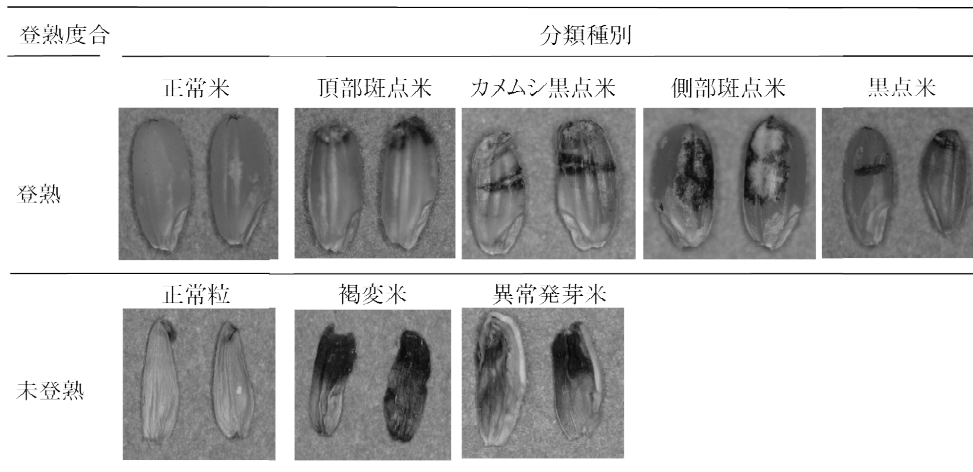 登熟度合 分類種別
正常米 頂部斑点米 カメムシ黒点米 側部斑点米 黒点米
登熟
正常粒 褐変米 異常発芽米
未登熟